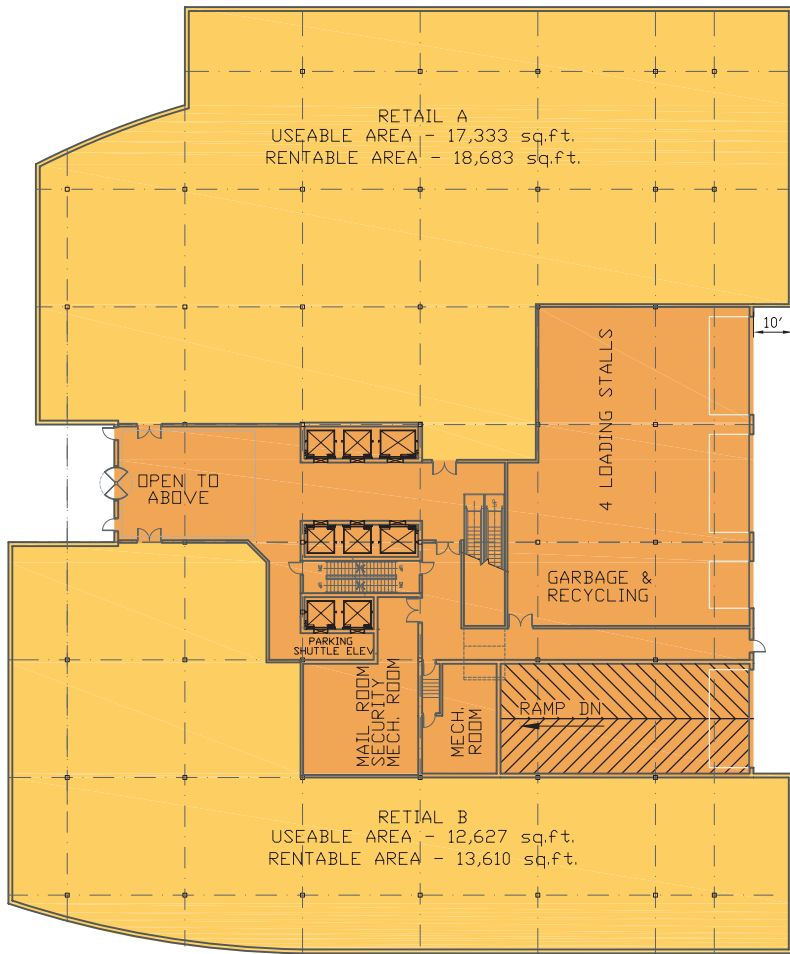 RETAIL A
USEABLE AREA - 17,333 sq.ft.
RENTABLE AREA - 18,683 sq.ft.
10'
4 LOADING STALLS
OPEN TO
ABOVE
GARBAGE &
RECYCLING
PARKING
SHUTTLE ELEV.
MAIL ROOM
SECURITY
MECH. ROOM
MECH.
ROOM
RAMP DN
RETIAL B
USEABLE AREA - 12,627 sq.ft.
RENTABLE AREA - 13,610 sq.ft.